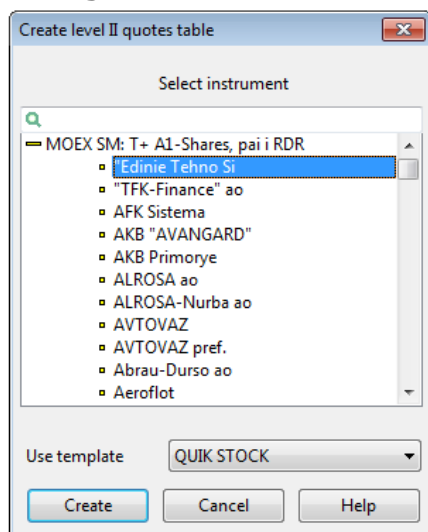 Create level II quotes table
Select instrument
MOEX SM: T+ A1-Shares, pai i RDR
"Edinie Tehno Si
"TFK-Finance" ao
AFK Sistema
AKB "AVANGARD"
AKB Primorye
ALROSA ao
ALROSA-Nurba ao
AVTOVAZ
AVTOVAZ pref.
Abrau-Durso ao
Aeroflot
Use template QUIK STOCK
Create Cancel Help